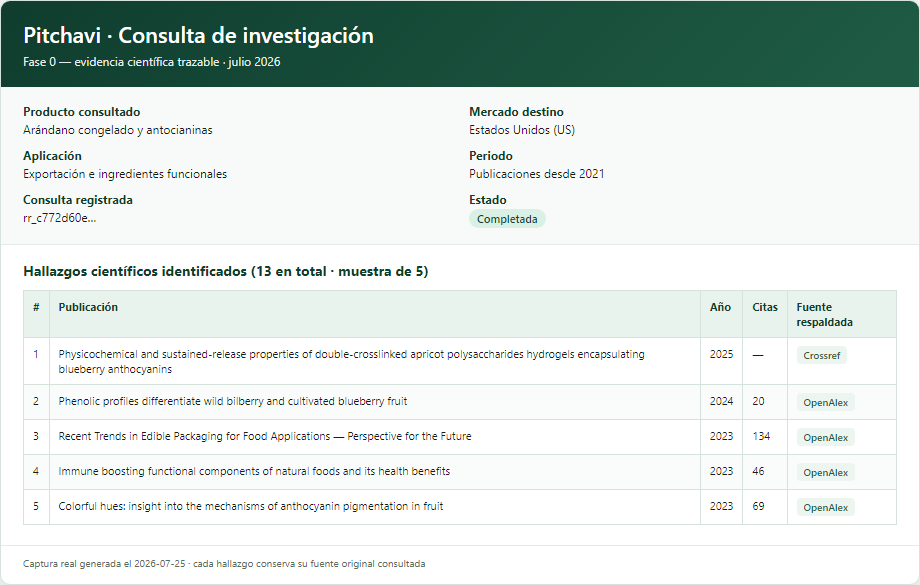 Pitchavi · Consulta de investigación
Fase 0 — evidencia científica trazable · julio 2026
Producto consultado
Arándano congelado y antocianinas
Mercado destino
Estados Unidos (US)
Aplicación
Exportación e ingredientes funcionales
Periodo
Publicaciones desde 2021
Consulta registrada
rr_c772d60e...
Estado
Completada
Hallazgos científicos identificados (13 en total · muestra de 5)
# Publicación Año Citas Fuente
respaldada
1 Physicochemical and sustained-release properties of double-crosslinked apricot polysaccharides hydrogels encapsulating 2025 — Crossref
blueberry anthocyanins
2 Phenolic profiles differentiate wild bilberry and cultivated blueberry fruit 2024 20 OpenAlex
3 Recent Trends in Edible Packaging for Food Applications — Perspective for the Future 2023 134 OpenAlex
4 Immune boosting functional components of natural foods and its health benefits 2023 46 OpenAlex
5 Colorful hues: insight into the mechanisms of anthocyanin pigmentation in fruit 2023 69 OpenAlex
Captura real generada el 2026-07-25 · cada hallazgo conserva su fuente original consultada